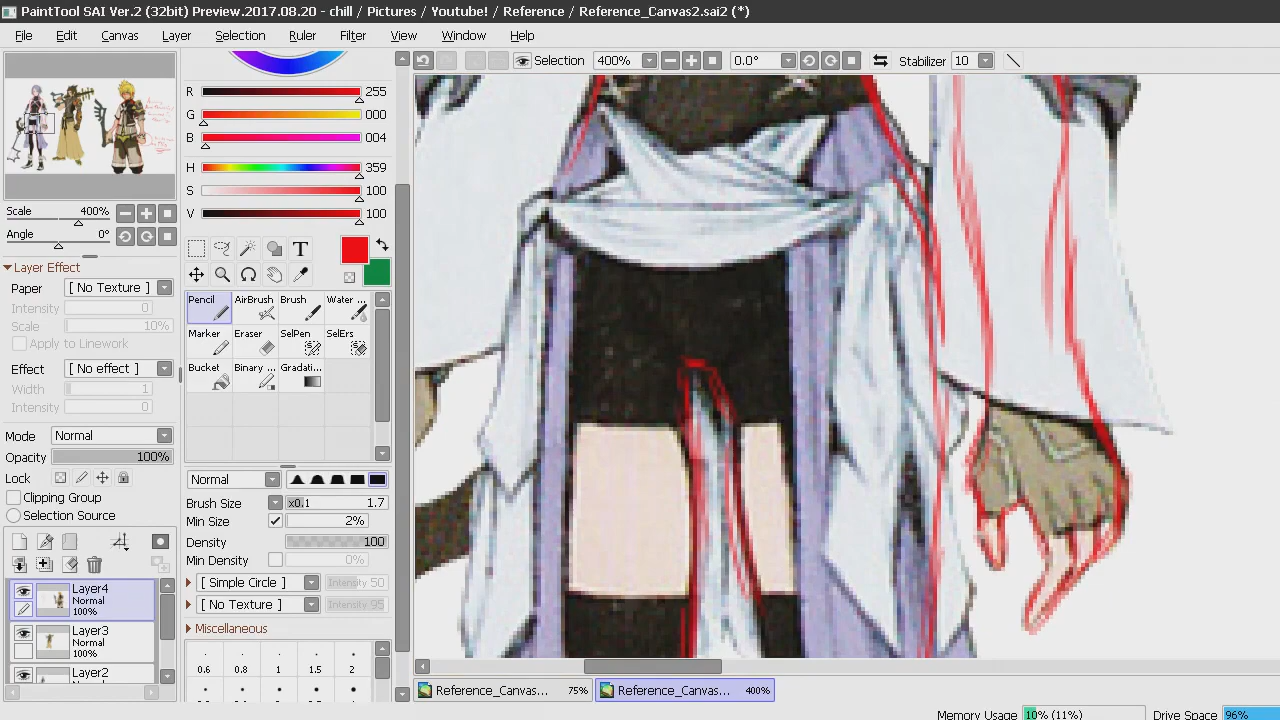 PaintTool SAI Ver.2 (32bit) Preview.2017.08.20 - chill / Pictures / Youtube! / Reference / Reference_Canvas2.sai2 (*)
File Edit Canvas Layer Selection Ruler Filter View Window Help
Selection 400% 0.0° Stabilizer 10
R 255
G 000
B 004
H 359
S 100
V 100
Scale 400%
Angle 0°
Layer Effect
Paper [ No Texture ]
Intensity 0
Scale 10%
Apply to Linework
Effect [ No effect ]
Width 1
Intensity 0
Mode Normal
Opacity 100%
Lock
Clipping Group
Selection Source
Layer4
Normal
100%
Layer3
Normal
100%
Layer2
T
Pencil AirBrush Brush Water ..
Marker Eraser SelPen SelErs
Bucket Binary .. Gradati...
Normal
Brush Size x0.1 1.7
Min Size 2%
Density 100
Min Density 0%
[ Simple Circle ] Intensity 50
[ No Texture ] Intensity 95
Miscellaneous
0.6 0.8 1 1.5 2
Reference_Canvas... 75% Reference_Canvas... 400%
Memory Usage 10% (11%) Drive Space 96%